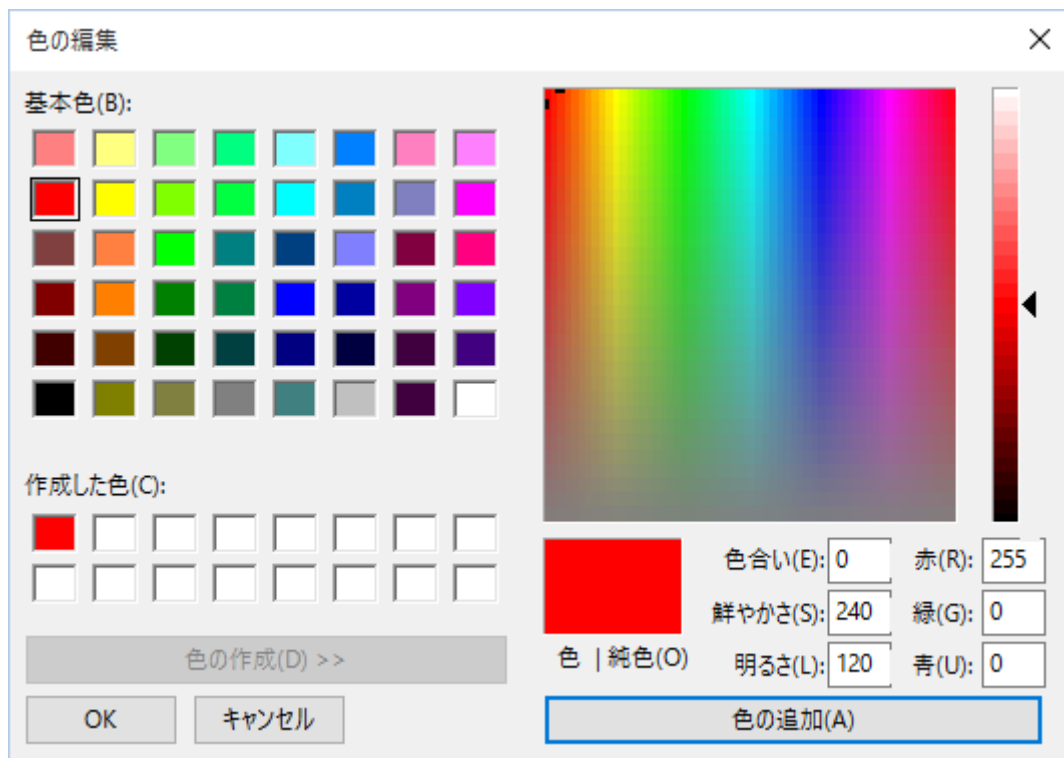 色の編集
基本色(B):
作成した色(C):
色の作成(D) >>
OK
キャンセル
色 | 純色(O)
色合い(E): 0
赤(R): 255
鮮やかさ(S): 240
緑(G): 0
明るさ(L): 120
青(U): 0
色の追加(A)